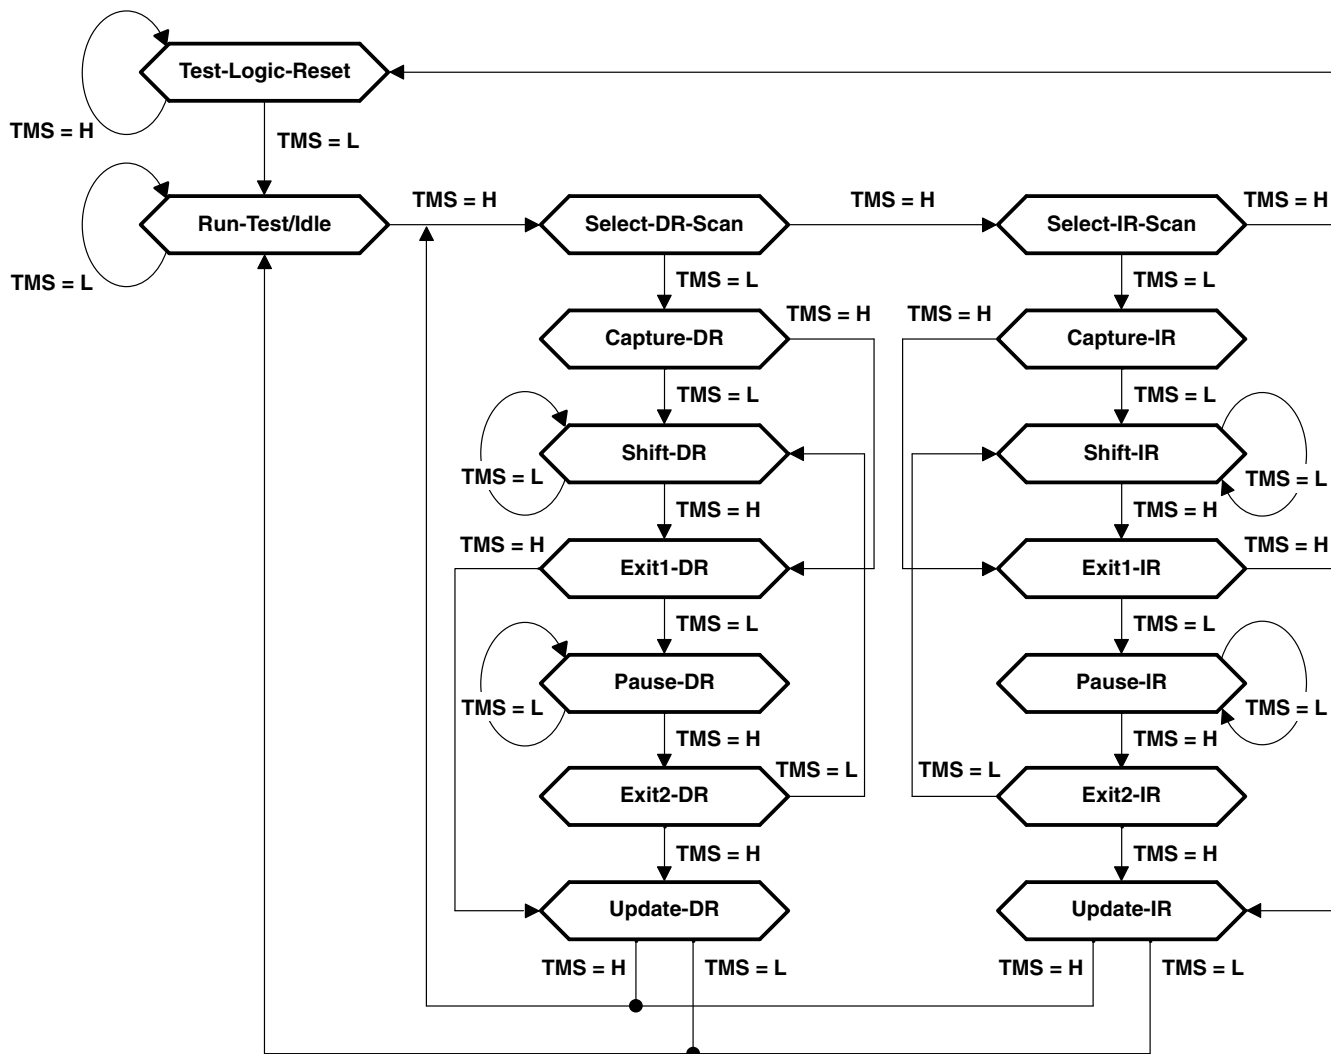 Test-Logic-Reset
TMS = H
TMS = L
Run-Test/Idle
TMS = L
TMS = H
Select-DR-Scan
TMS = H
Select-IR-Scan
TMS = H
TMS = L
TMS = L
Capture-DR
TMS = H
TMS = H
Capture-IR
TMS = L
TMS = L
Shift-DR
TMS = L
Shift-IR
TMS = L
TMS = H
TMS = H
TMS = H
Exit1-DR
Exit1-IR
TMS = H
TMS = L
TMS = L
Pause-DR
TMS = L
Pause-IR
TMS = L
TMS = H
TMS = H
Exit2-DR
TMS = L
TMS = L
Exit2-IR
TMS = H
TMS = H
Update-DR
Update-IR
TMS = H
TMS = L
TMS = H
TMS = L